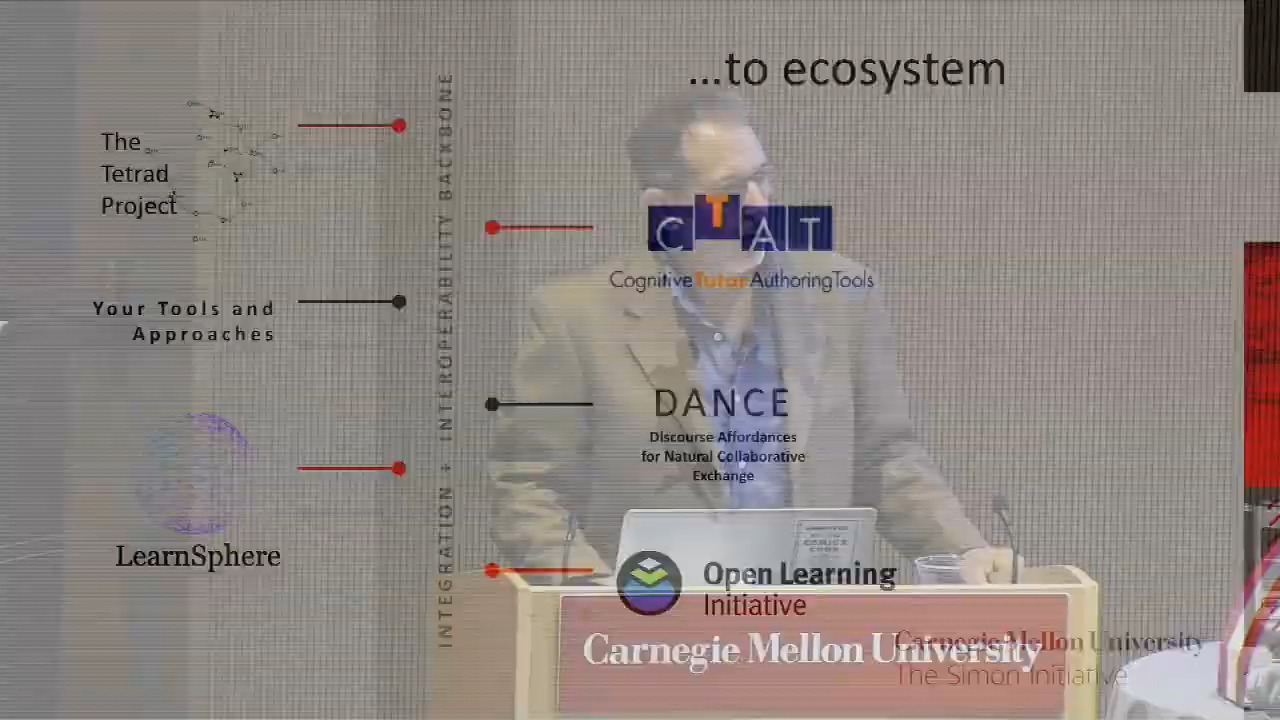 ...to ecosystem
The
Tetrad
Project
Your Tools and
Approaches
LearnSphere
INTEGRATION + INTEROPERABILITY BACKBONE
CTAT
CognitiveTutorAuthoringTools
DANCE
Discourse Affordances
for Natural Collaborative
Exchange
Open Learning
Initiative
Carnegie Mellon University
Carnegie Mellon University
The Simon Initiative